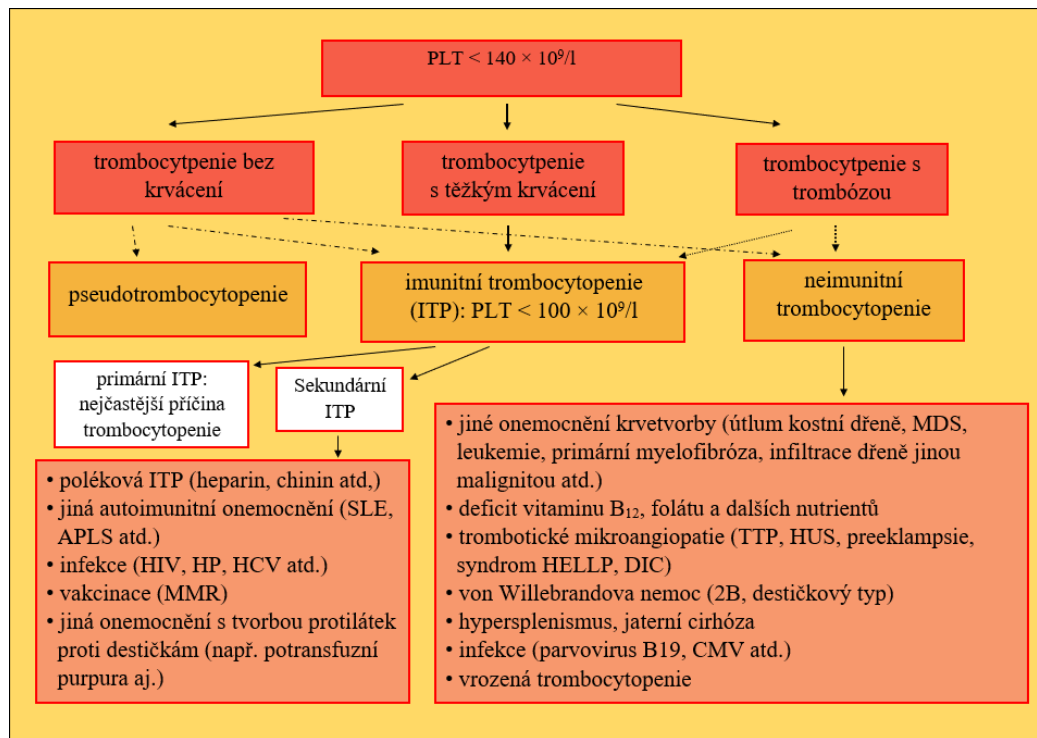 PLT < 140 × 10⁹/l
trombocytpenie bez
krvácení
trombocytpenie
s těžkým krvácení
trombocytpenie s
trombózou
pseudotrombocytopenie
imunitní trombocytopenie
(ITP): PLT < 100 × 10⁹/l
neimunitní
trombocytopenie
primární ITP:
nejčastější příčina
trombocytopenie
Sekundární
ITP
• poléková ITP (heparin, chinin atd,)
• jiná autoimunitní onemocnění (SLE,
APLS atd.)
• infekce (HIV, HP, HCV atd.)
• vakcinace (MMR)
• jiná onemocnění s tvorbou protilátek
proti destičkám (např. potransfuzní
purpura aj.)
• jiné onemocnění krvetvorby (útlum kostní dřeně, MDS,
leukemie, primární myelofibróza, infiltrace dřeně jinou
malignitou atd.)
• deficit vitaminu B₁₂, folátu a dalších nutrientů
• trombotické mikroangiopatie (TTP, HUS, preeklampsie,
syndrom HELLP, DIC)
• von Willebrandova nemoc (2B, destičkový typ)
• hypersplenismus, jaterní cirhóza
• infekce (parvovirus B19, CMV atd.)
• vrozená trombocytopenie